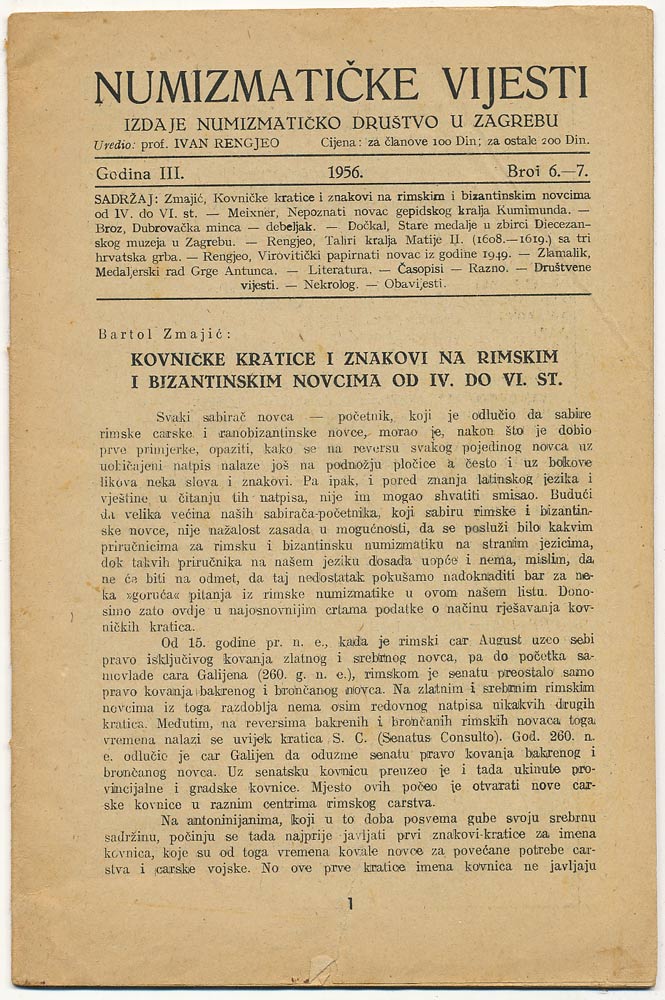 NUMIZMATIČKE VIJESTI
IZDAJE NUMIZMATIČKO DRUŠTVO U ZAGREBU
Uredio: prof. IVAN RENGJEO Cijena: za članove 100 Din; za ostale 200 Din.
Godina III. 1956. Broj 6.—7.
SADRŽAJ: Zmajić, Kovničke kratice i znakovi na rimskim i bizantinskim novcima
od IV. do VI. st. — Meixner, Nepoznati novac gepidskog kralja Kunimunda. —
Broz, Dubrovačka minca — debeljak. — Dočkal, Stare medalje u zbirci Diecezan-
skog muzeja u Zagrebu. — Rengjeo, Taliri kralja Matije II. (1608.—1619.) sa tri
hrvatska grba. — Rengjeo, Virovitički papirnati novac iz godine 1949. — Zlamalik,
Medaljerski rad Grge Antunca. — Literatura. — Časopisi — Razno. — Društvene
vijesti. — Nekrolog. — Obavijesti.
Bartol Zmajić:
KOVNIČKE KRATICE I ZNAKOVI NA RIMSKIM
I BIZANTINSKIM NOVCIMA OD IV. DO VI. ST.
Svaki sabirač novca — početnik, koji je odlučio da sabire
rimske carske i ranobizantinske novce, morao je, nakon što je dobio
prve primjerke, opaziti, kako se na reversu svakog pojedinog novca uz
uobičajeni natpis nalaze još na podnožju pločice a često i uz bokove
likova neka slova i znakovi. Pa ipak, i pored znanja latinskog jezika i
vještine u čitanju tih natpisa, nije im mogao shvatiti smisao. Budući
da velika većina naših sabirača-početnika, koji sabiru rimske i bizantin-
ske novce, nije nažalost zasada u mogućnosti, da se posluži bilo kakvim
priručnicima za rimsku i bizantinsku numizmatiku na stranim jezicima,
dok takvih priručnika na našem jeziku dosada uopće i nema, mislim, da
ne će biti na odmet, da taj nedostatak pokušamo nadoknaditi bar za ne-
ka »goruća« pitanja iz rimske numizmatike u ovom našem listu. Dono-
simo zato ovdje u najosnovnijim crtama podatke o načinu rješavanja kov-
ničkih kratica.
Od 15. godine pr. n. e., kada je rimski car August uzeo sebi
pravo isključivog kovanja zlatnog i srebrnog novca, pa do početka sa-
movlade cara Galijena (260. g. n. e.), rimskom je senatu preostalo samo
pravo kovanja bakrenog i brončanog novca. Na zlatnim i srebrnim rimskim
novcima iz toga razdoblja nema osim redovnog natpisa nikakvih drugih
kratica. Međutim, na reversima bakrenih i brončanih rimskih novaca toga
vremena nalazi se uvijek kratica S. C. (Senatus Consulto). God. 260. n.
e. odlučio je car Galijen da oduzme senatu pravo kovanja bakrenog i
brončanog novca. Uz senatsku kovnicu preuzeo je i tada ukinute pro-
vincijalne i gradske kovnice. Mjesto ovih počeo je otvarati nove car-
ske kovnice u raznim centrima rimskog carstva.
Na antoninijanima, koji u to doba posvema gube svoju srebrnu
sadržinu, počinju se tada najprije javljati prvi znakovi-kratice za imena
kovnica, koje su od toga vremena kovale novce za povećane potrebe car-
stva i carske vojske. No ove prve kratice imena kovnica ne javljaju
1